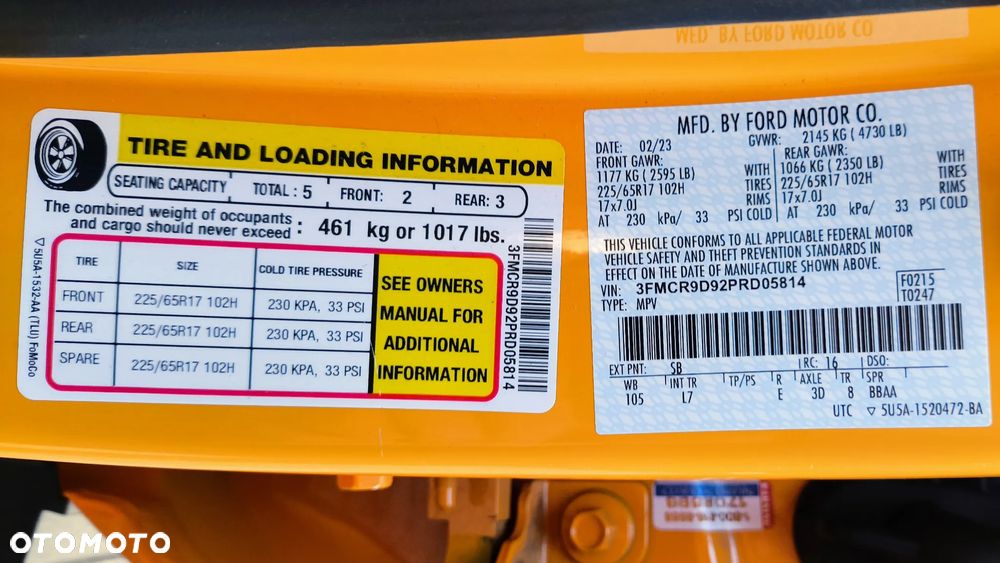 MFD. BY FORD MOTOR CO
TIRE AND LOADING INFORMATION
SEATING CAPACITY TOTAL : 5 FRONT: 2 REAR: 3
The combined weight of occupants
and cargo should never exceed : 461 kg or 1017 lbs.
TIRE SIZE COLD TIRE PRESSURE
FRONT 225/65R17 102H 230 KPA, 33 PSI
REAR 225/65R17 102H 230 KPA, 33 PSI
SPARE 225/65R17 102H 230 KPA, 33 PSI
SEE OWNERS
MANUAL FOR
ADDITIONAL
INFORMATION
3FMCR9D92PRD05814
▽ 5U5A-1532-AA (TLU) FoMoCo
MFD. BY FORD MOTOR CO.
DATE: 02/23 GVWR: 2145 KG ( 4730 LB)
FRONT GAWR: REAR GAWR:
1177 KG ( 2595 LB) WITH 1066 KG ( 2350 LB) WITH
225/65R17 102H TIRES 225/65R17 102H TIRES
17x7.0J RIMS 17x7.0J RIMS
AT 230 kPa/ 33 PSI COLD AT 230 kPa/ 33 PSI COLD
THIS VEHICLE CONFORMS TO ALL APPLICABLE FEDERAL MOTOR
VEHICLE SAFETY AND THEFT PREVENTION STANDARDS IN
EFFECT ON THE DATE OF MANUFACTURE SHOWN ABOVE.
VIN: 3FMCR9D92PRD05814 F0215
TYPE: MPV T0247
EXT PNT: SB RC: 16 DSO:
WB INT TR TP/PS R AXLE TR SPR
105 L7 E 3D 8 BBAA
UTC ▽ 5U5A-1520472-BA
OTOMOTO